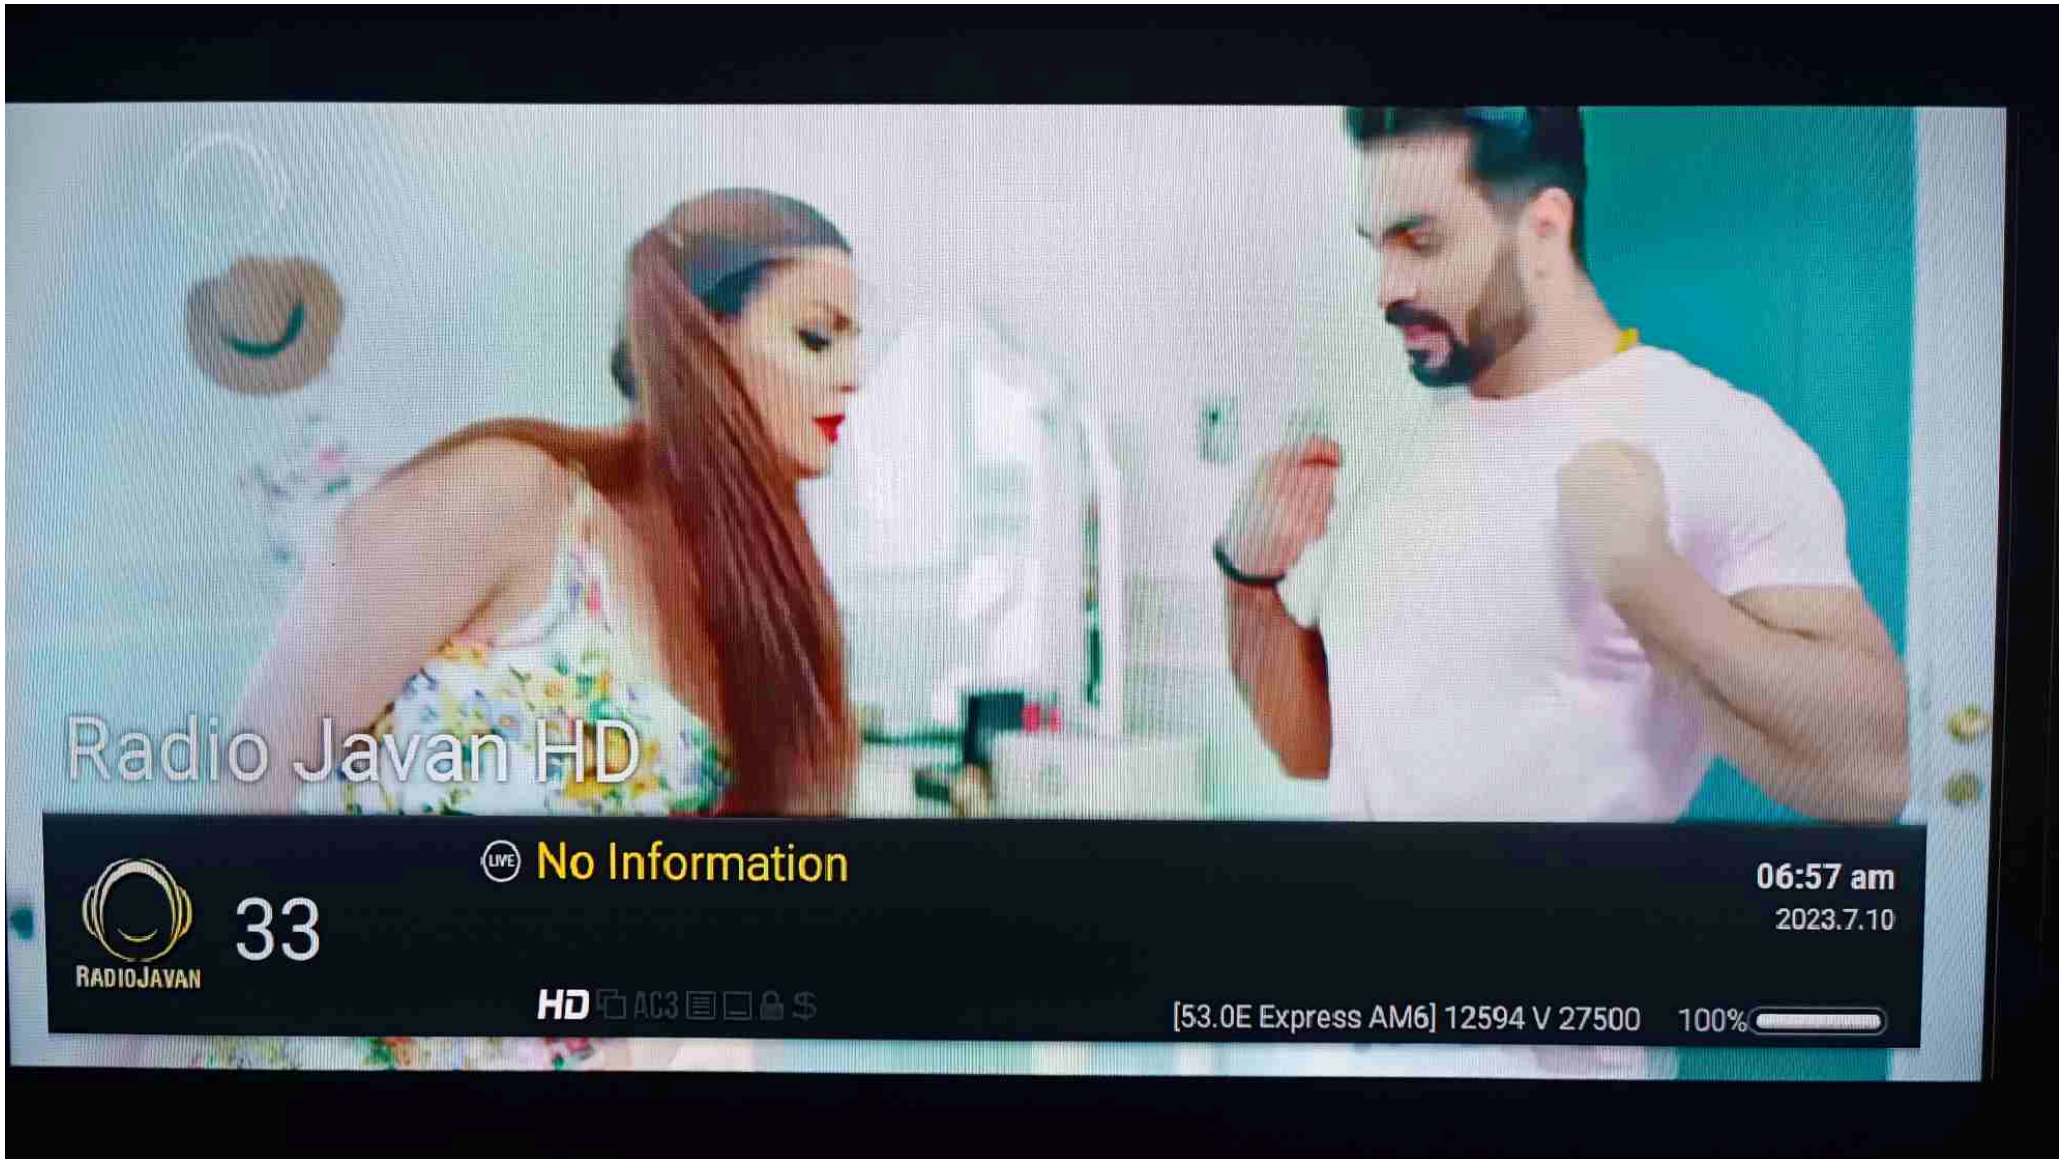 Radio Javan HD
RADIOJAVAN
33
LIVE
No Information
06:57 am
2023.7.10
HD
AC3
$
[53.0E Express AM6] 12594 V 27500
100%